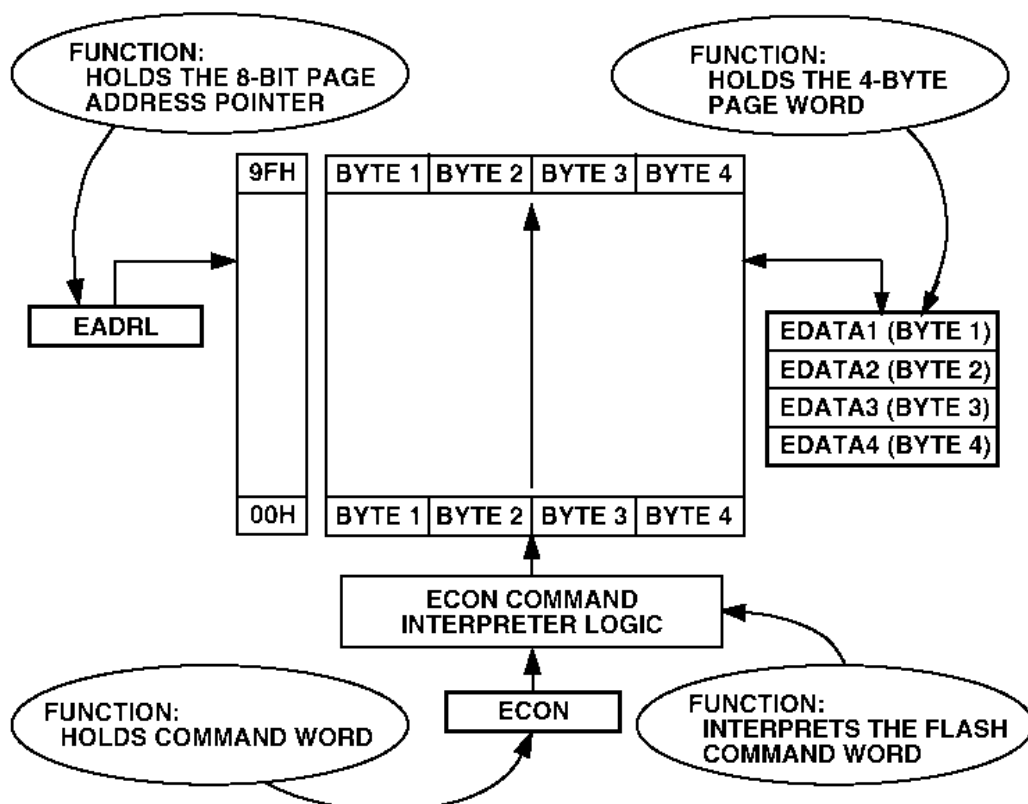 FUNCTION:
HOLDS THE 8-BIT PAGE
ADDRESS POINTER
FUNCTION:
HOLDS THE 4-BYTE
PAGE WORD
9FH
BYTE 1 BYTE 2 BYTE 3 BYTE 4
EADRL
EDATA1 (BYTE 1)
EDATA2 (BYTE 2)
EDATA3 (BYTE 3)
EDATA4 (BYTE 4)
00H
BYTE 1 BYTE 2 BYTE 3 BYTE 4
ECON COMMAND
INTERPRETER LOGIC
FUNCTION:
HOLDS COMMAND WORD
ECON
FUNCTION:
INTERPRETS THE FLASH
COMMAND WORD